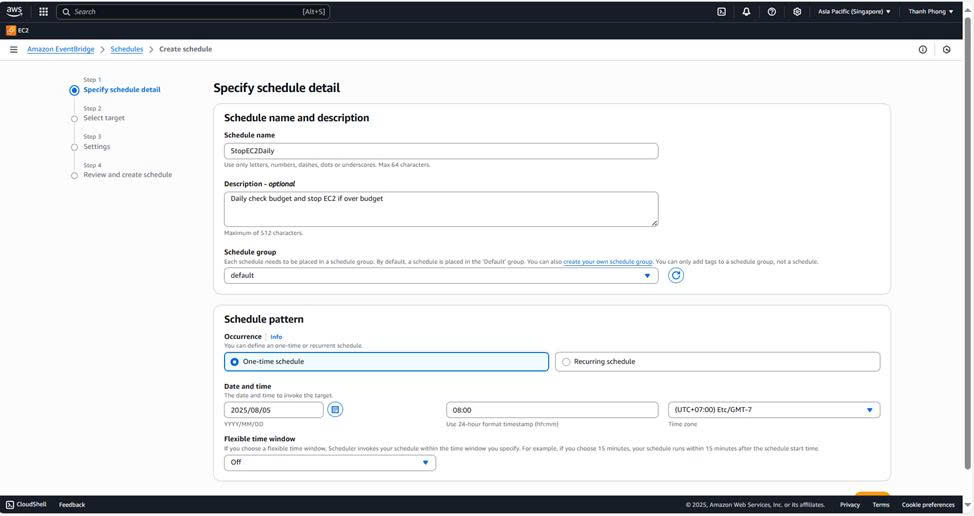 aws
Search [Alt+S] Asia Pacific (Singapore) Thanh Phong
EC2
Amazon EventBridge > Schedules > Create schedule
Step 1
Specify schedule detail
Step 2
Select target
Step 3
Settings
Step 4
Review and create schedule
Specify schedule detail
Schedule name and description
Schedule name
StopEC2Daily
Use only letters, numbers, dashes, dots or underscores. Max 64 characters.
Description - optional
Daily check budget and stop EC2 if over budget
Maximum of 512 characters.
Schedule group
Each schedule needs to be placed in a schedule group. By default, a schedule is placed in the 'Default' group. You can also create your own schedule group. You can only add tags to a schedule group, not a schedule.
default
Schedule pattern
Occurrence | Info
You can define an one-time or recurrent schedule.
One-time schedule Recurring schedule
Date and time
The date and time to invoke the target.
2025/08/05 08:00 (UTC+07:00) Etc/GMT-7
YYYY/MM/DD Use 24-hour format timestamp (hh:mm) Time zone
Flexible time window
If you choose a flexible time window, Scheduler invokes your schedule within the time window you specify. For example, if you choose 15 minutes, your schedule runs within 15 minutes after the schedule start time.
Off
CloudShell Feedback © 2025, Amazon Web Services, Inc. or its affiliates. Privacy Terms Cookie preferences